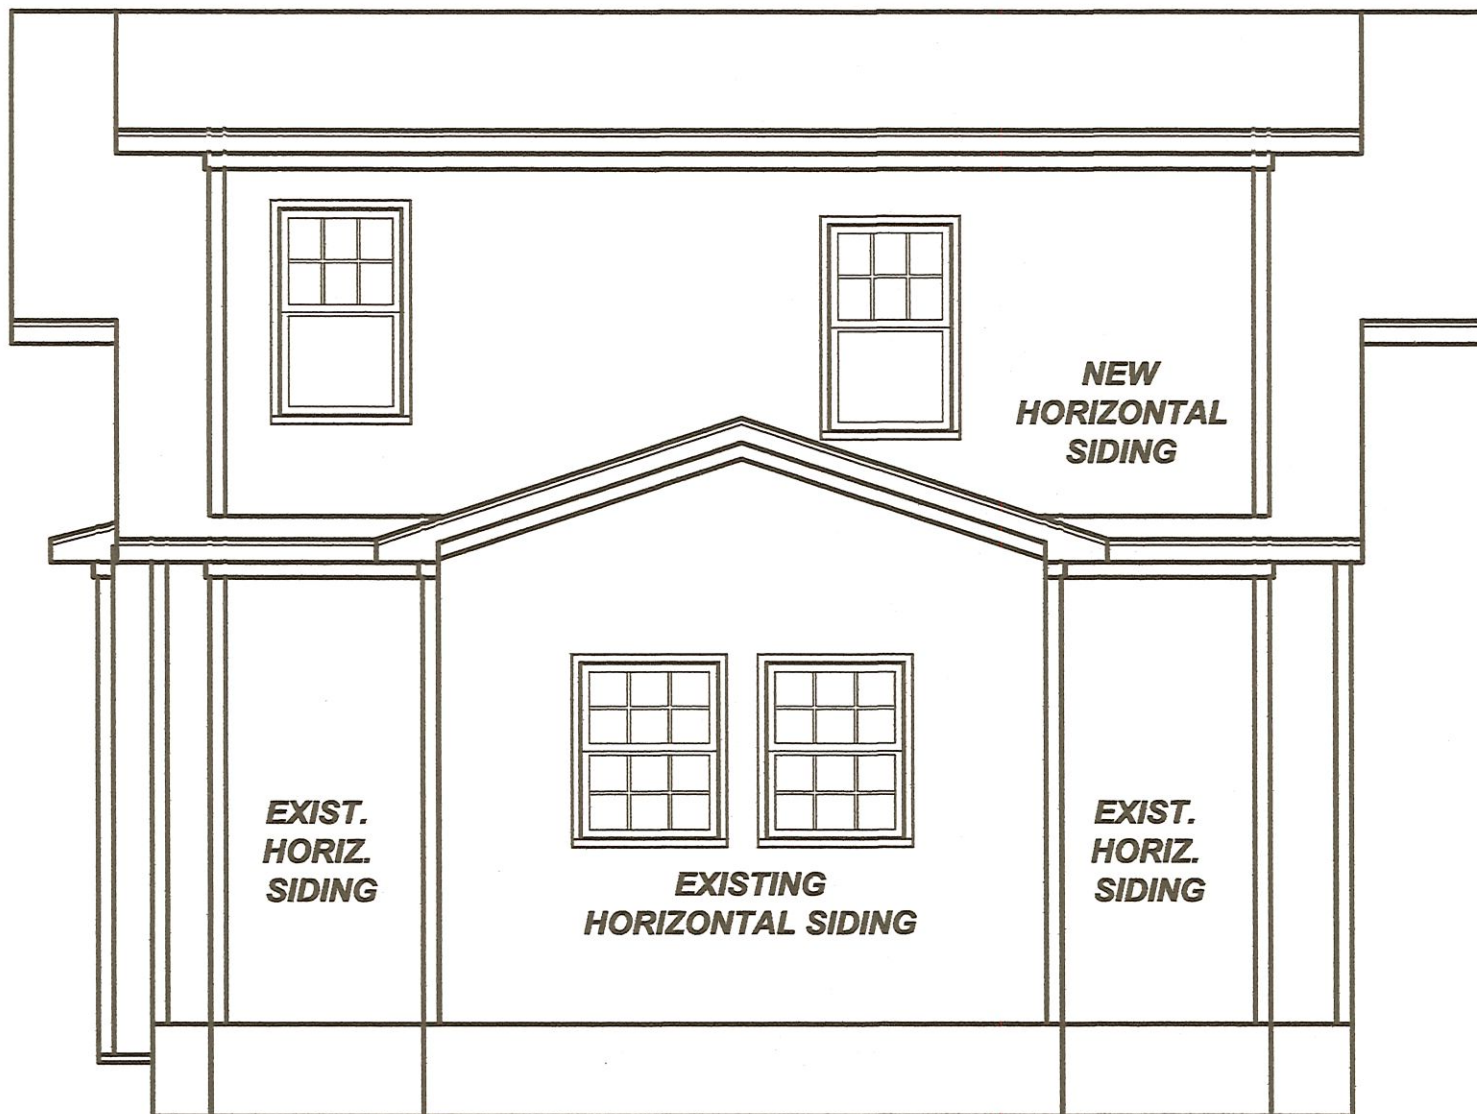 NEW
HORIZONTAL
SIDING
EXIST.
HORIZ.
SIDING
EXISTING
HORIZONTAL SIDING
EXIST.
HORIZ.
SIDING